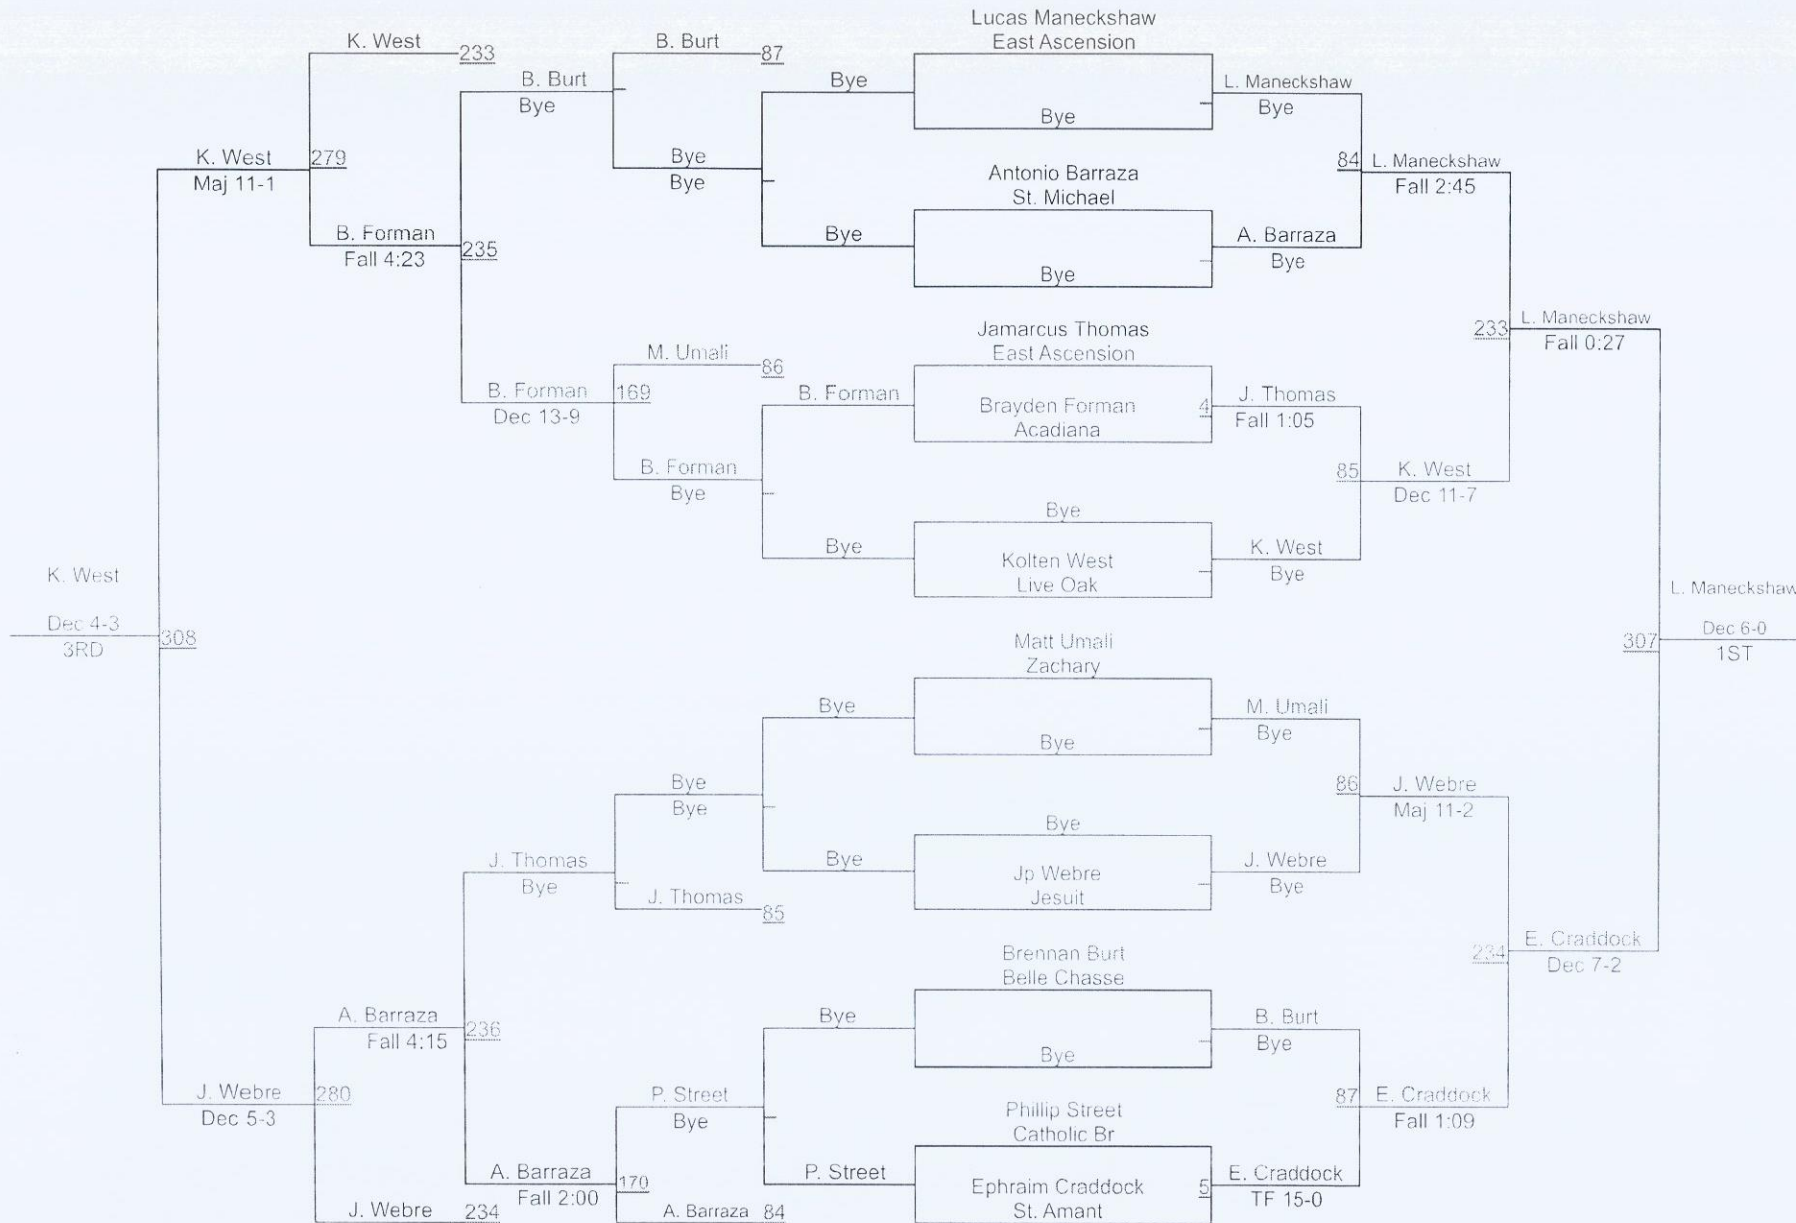 Lucas Maneckshaw
East Ascension
K. West
233
B. Burt
87
B. Burt
Bye
Bye
Bye
L. Maneckshaw
Bye
K. West
279
Maj 11-1
Bye
Bye
Antonio Barraza
St. Michael
84
L. Maneckshaw
Fall 2:45
B. Forman
Fall 4:23
235
Bye
Bye
A. Barraza
Bye
Jamarcus Thomas
East Ascension
233
L. Maneckshaw
Fall 0:27
M. Umali
86
B. Forman
Dec 13-9
169
B. Forman
Brayden Forman
Acadiana
4
J. Thomas
Fall 1:05
B. Forman
Bye
85
K. West
Dec 11-7
Bye
Bye
Kolten West
Live Oak
K. West
Bye
K. West
Dec 4-3
3RD
308
L. Maneckshaw
Dec 6-0
1ST
307
Matt Umali
Zachary
Bye
Bye
M. Umali
Bye
Bye
Bye
86
J. Webre
Maj 11-2
Bye
J. Thomas
Bye
Bye
Jp Webre
Jesuit
J. Webre
Bye
J. Thomas
85
Brennan Burt
Belle Chasse
234
E. Craddock
Dec 7-2
A. Barraza
Fall 4:15
236
Bye
Bye
B. Burt
Bye
J. Webre
Dec 5-3
280
P. Street
Bye
Phillip Street
Catholic Br
87
E. Craddock
Fall 1:09
A. Barraza
Fall 2:00
170
P. Street
Ephraim Craddock
St. Amant
5
E. Craddock
TF 15-0
J. Webre
234
A. Barraza
84